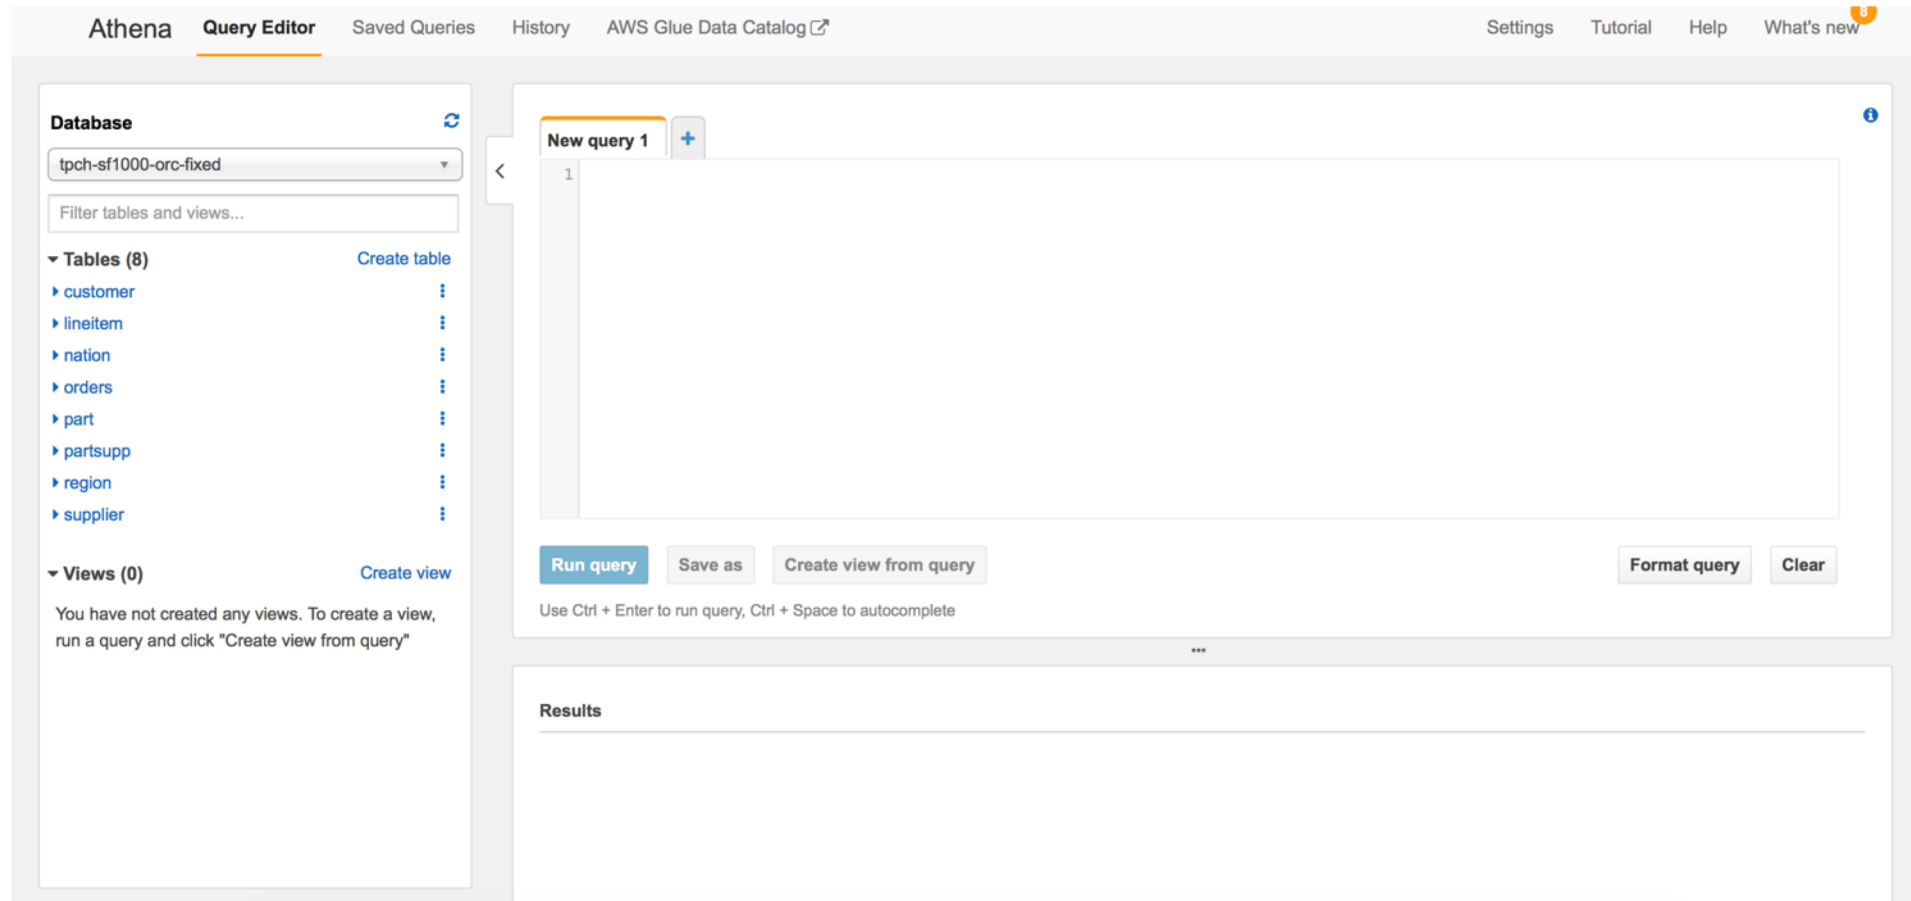 Athena Query Editor Saved Queries History AWS Glue Data Catalog Settings Tutorial Help What's new 8
Database
tpch-sf1000-orc-fixed
Filter tables and views...
Tables (8) Create table
customer
lineitem
nation
orders
part
partsupp
region
supplier
Views (0) Create view
You have not created any views. To create a view,
run a query and click "Create view from query"
New query 1 +
1
Run query Save as Create view from query Format query Clear
Use Ctrl + Enter to run query, Ctrl + Space to autocomplete
Results